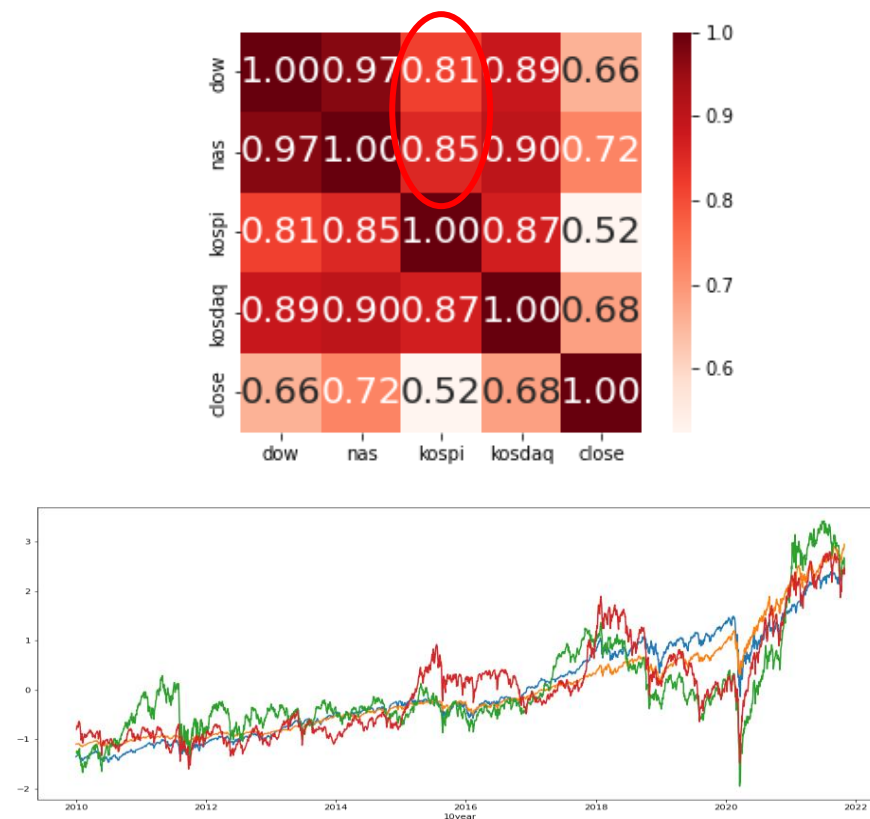 dow 1.00 0.97 0.81 0.89 0.66
nas 0.97 1.00 0.85 0.90 0.72
kospi 0.81 0.85 1.00 0.87 0.52
kosdaq 0.89 0.90 0.87 1.00 0.68
close 0.66 0.72 0.52 0.68 1.00
dow nas kospi kosdaq close
1.0
0.9
0.8
0.7
0.6
3
2
1
0
−1
−2
2010 2012 2014 2016 2018 2020 2022
10year